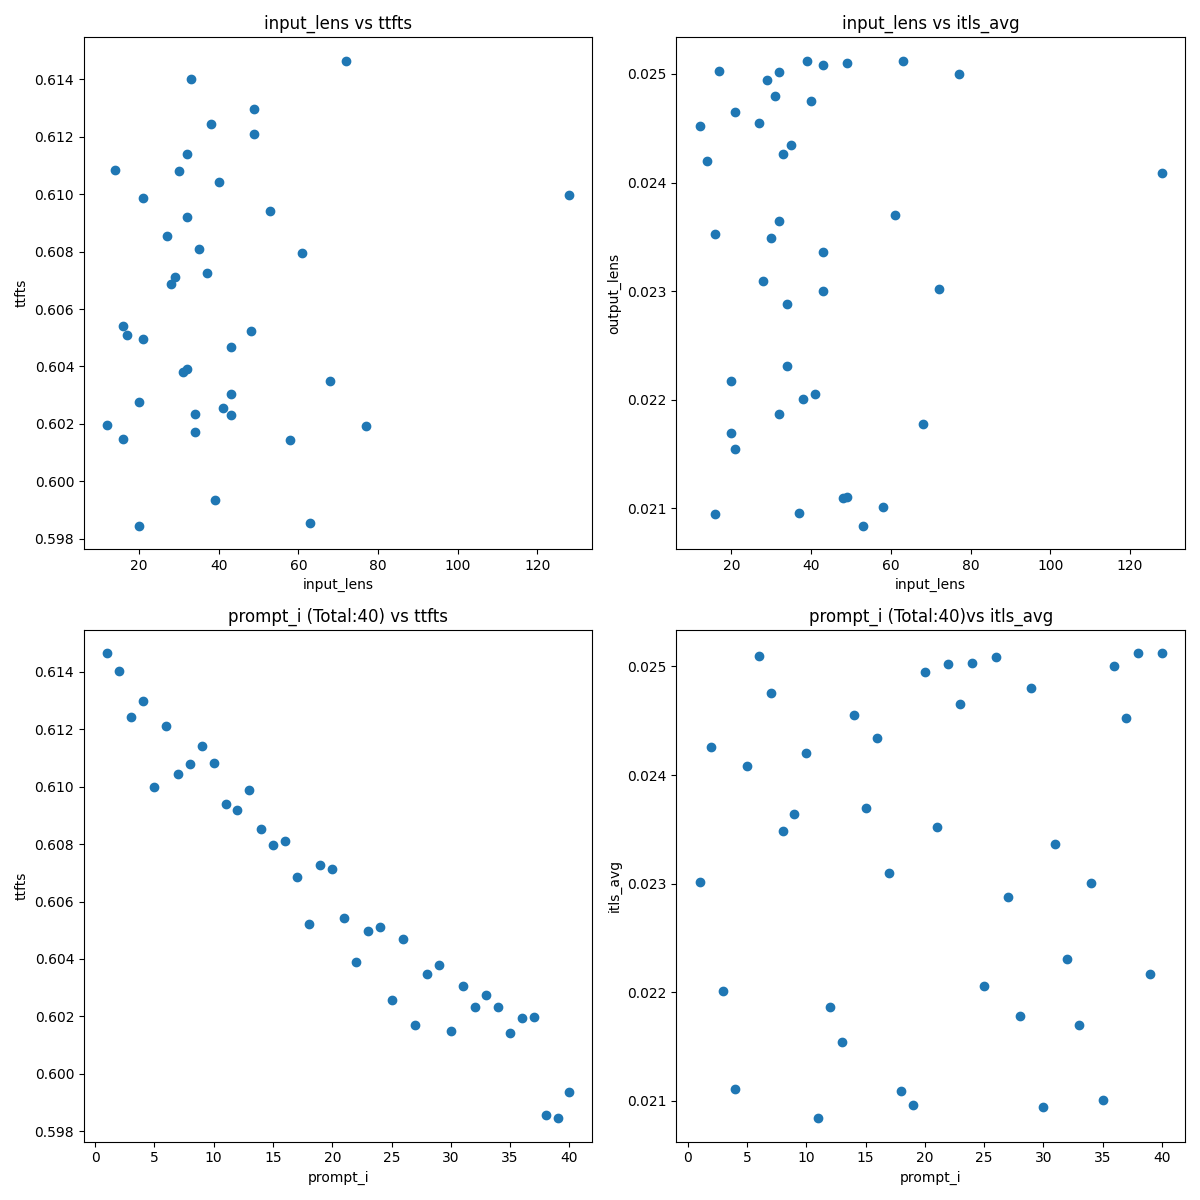 input_lens vs ttfts
0.614
0.612
0.610
0.608
0.606
0.604
0.602
0.600
0.598
ttfts
20 40 60 80 100 120
input_lens
input_lens vs itls_avg
0.025
0.024
0.023
0.022
0.021
output_lens
20 40 60 80 100 120
input_lens
prompt_i (Total:40) vs ttfts
0.614
0.612
0.610
0.608
0.606
0.604
0.602
0.600
0.598
ttfts
0 5 10 15 20 25 30 35 40
prompt_i
prompt_i (Total:40)vs itls_avg
0.025
0.024
0.023
0.022
0.021
itls_avg
0 5 10 15 20 25 30 35 40
prompt_i